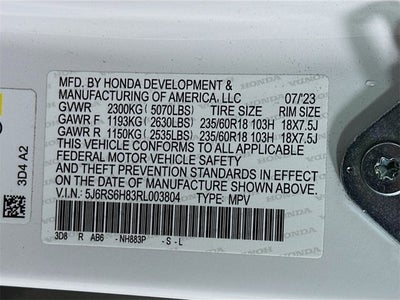 MFD. BY HONDA DEVELOPMENT &
MANUFACTURING OF AMERICA, LLC 07/'23
GVWR 2300KG (5070LBS) TIRE SIZE RIM SIZE
GAWR F 1193KG (2630LBS) 235/60R18 103H 18X7.5J
GAWR R 1150KG (2535LBS) 235/60R18 103H 18X7.5J
THIS VEHICLE CONFORMS TO ALL APPLICABLE
FEDERAL MOTOR VEHICLE SAFETY
AND THEFT PREVENTION STANDARDS IN EFFECT
ON THE DATE OF MANUFACTURE SHOWN ABOVE.
V.I.N.: 5J6RS6H83RL003804 TYPE: MPV
3D8 R AB6 -NH883P -S-L
3D4 A2